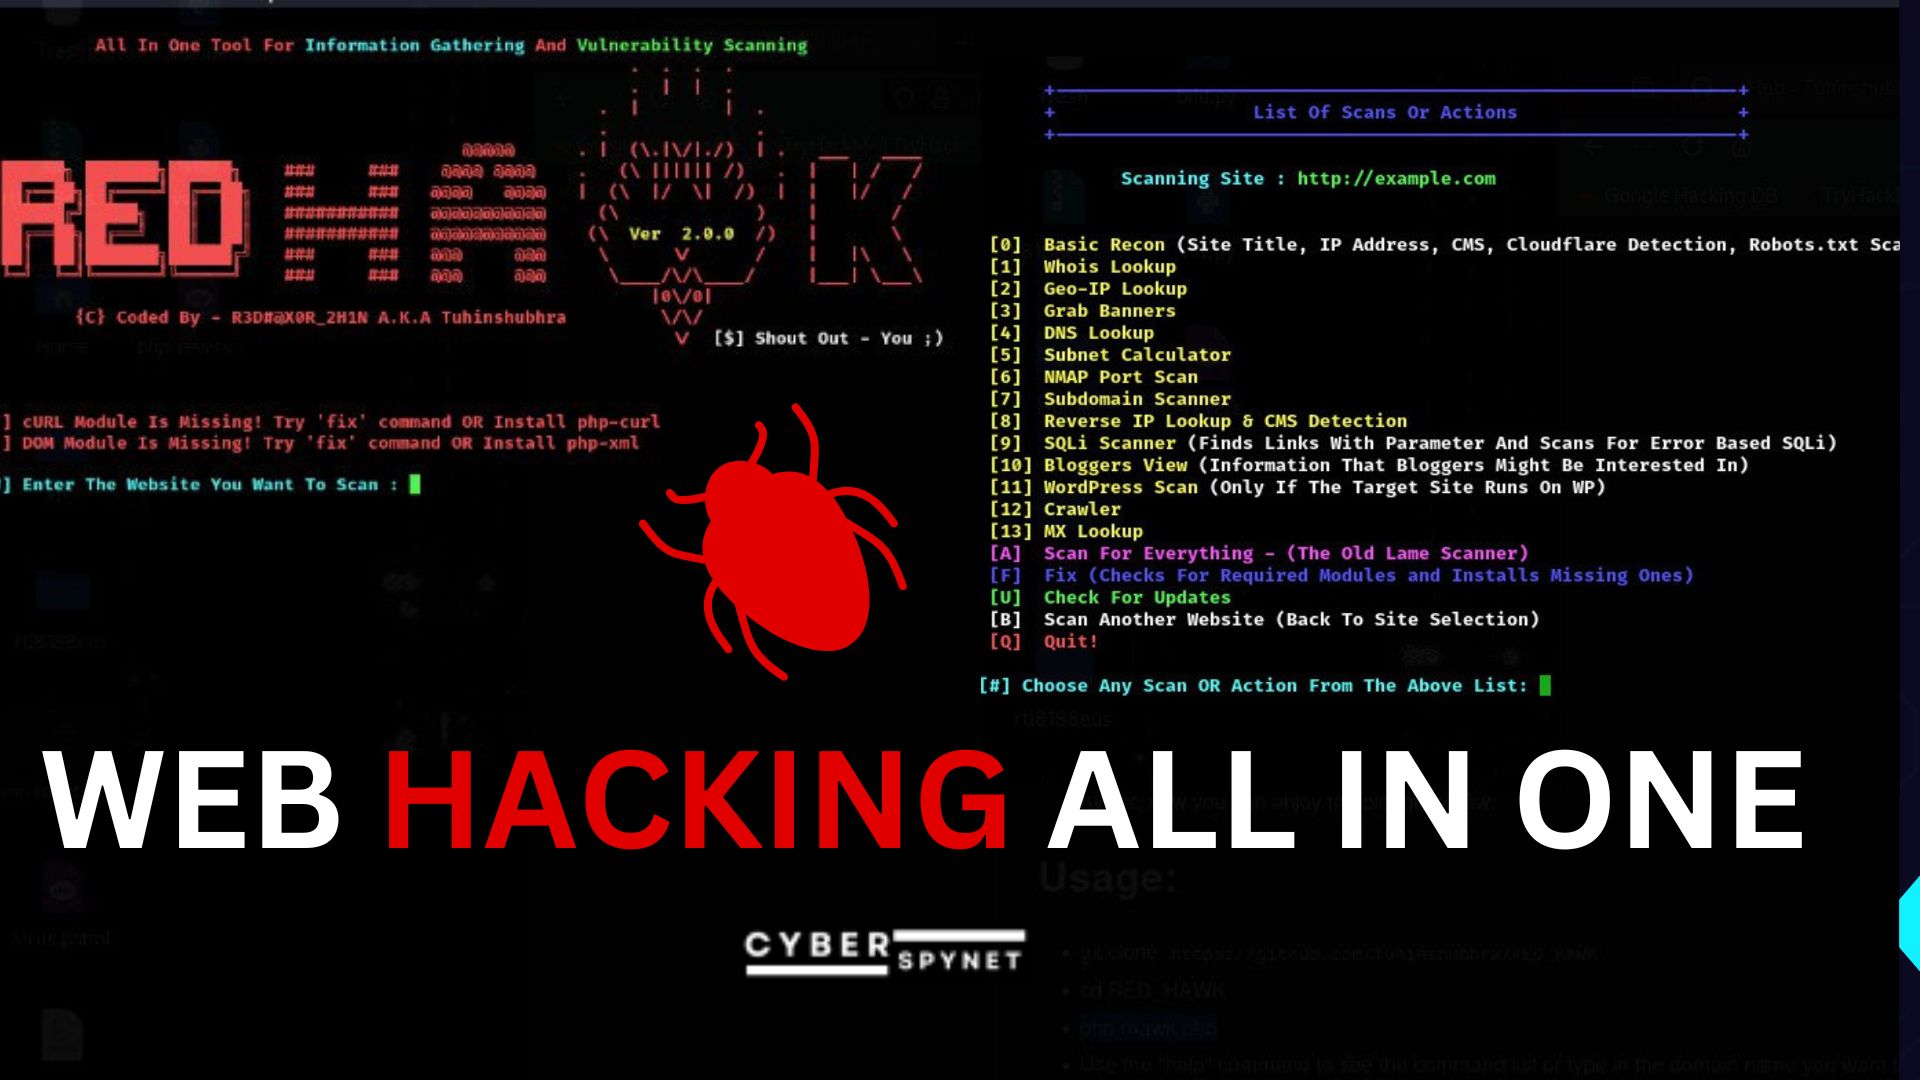 All In One Tool For Information Gathering And Vulnerability Scanning
RED HAWK
Ver 2.0.0
{C} Coded By - R3D#@X0R_2H1N A.K.A Tuhinshubhra
[$] Shout Out - You ;)
] cURL Module Is Missing! Try 'fix' command OR Install php-curl
] DOM Module Is Missing! Try 'fix' command OR Install php-xml
] Enter The Website You Want To Scan :
List Of Scans Or Actions
Scanning Site : http://example.com
[0] Basic Recon (Site Title, IP Address, CMS, Cloudflare Detection, Robots.txt Sca
[1] Whois Lookup
[2] Geo-IP Lookup
[3] Grab Banners
[4] DNS Lookup
[5] Subnet Calculator
[6] NMAP Port Scan
[7] Subdomain Scanner
[8] Reverse IP Lookup & CMS Detection
[9] SQLi Scanner (Finds Links With Parameter And Scans For Error Based SQLi)
[10] Bloggers View (Information That Bloggers Might Be Interested In)
[11] WordPress Scan (Only If The Target Site Runs On WP)
[12] Crawler
[13] MX Lookup
[A] Scan For Everything - (The Old Lame Scanner)
[F] Fix (Checks For Required Modules and Installs Missing Ones)
[U] Check For Updates
[B] Scan Another Website (Back To Site Selection)
[Q] Quit!
[#] Choose Any Scan OR Action From The Above List:
WEB HACKING ALL IN ONE
CYBER SPYNET
Usage:
git clone https://github.com/Tuhinshubhra/RED_HAWK
cd RED_HAWK
Use the "help" command to see the command list or type in the domain name you want